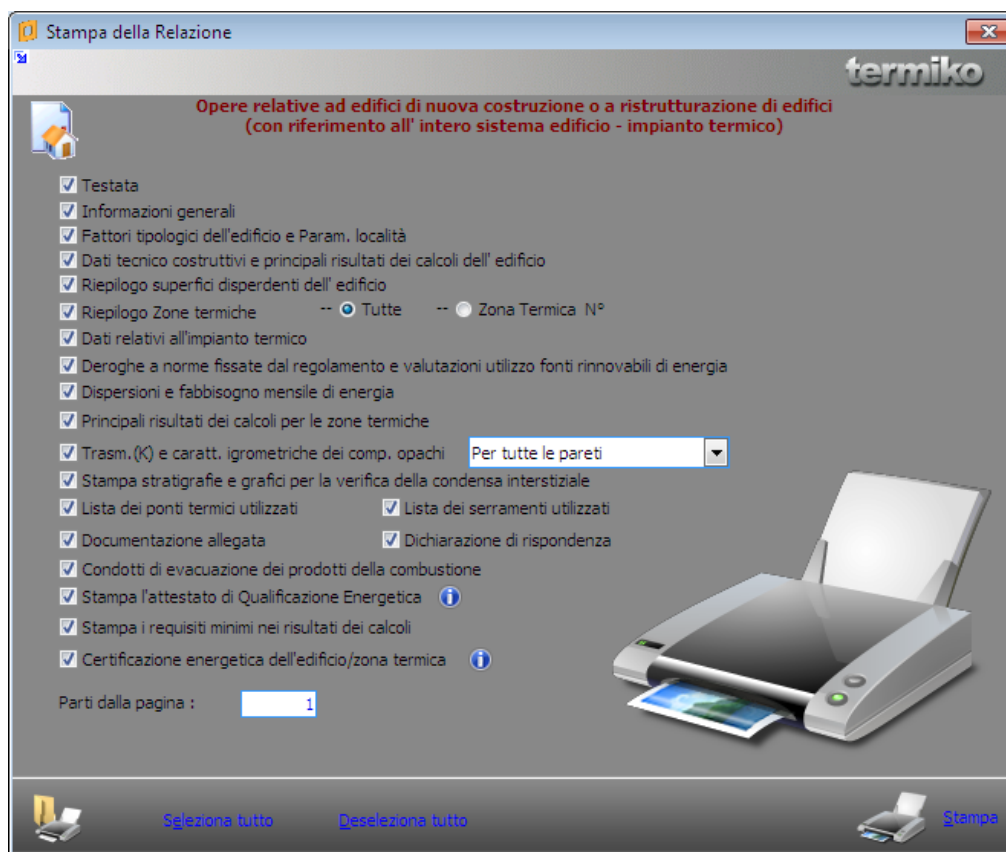 Stampa della Relazione
termiko
Opere relative ad edifici di nuova costruzione o a ristrutturazione di edifici
(con riferimento all' intero sistema edificio - impianto termico)
Testata
Informazioni generali
Fattori tipologici dell'edificio e Param. località
Dati tecnico costruttivi e principali risultati dei calcoli dell' edificio
Riepilogo superfici disperdenti dell' edificio
Riepilogo Zone termiche -- Tutte -- Zona Termica N°
Dati relativi all'impianto termico
Deroghe a norme fissate dal regolamento e valutazioni utilizzo fonti rinnovabili di energia
Dispersioni e fabbisogno mensile di energia
Principali risultati dei calcoli per le zone termiche
Trasm.(K) e caratt. igrometriche dei comp. opachi Per tutte le pareti
Stampa stratigrafie e grafici per la verifica della condensa interstiziale
Lista dei ponti termici utilizzati Lista dei serramenti utilizzati
Documentazione allegata Dichiarazione di rispondenza
Condotti di evacuazione dei prodotti della combustione
Stampa l'attestato di Qualificazione Energetica
Stampa i requisiti minimi nei risultati dei calcoli
Certificazione energetica dell'edificio/zona termica
Parti dalla pagina : 1
Seleziona tutto Deseleziona tutto Stampa